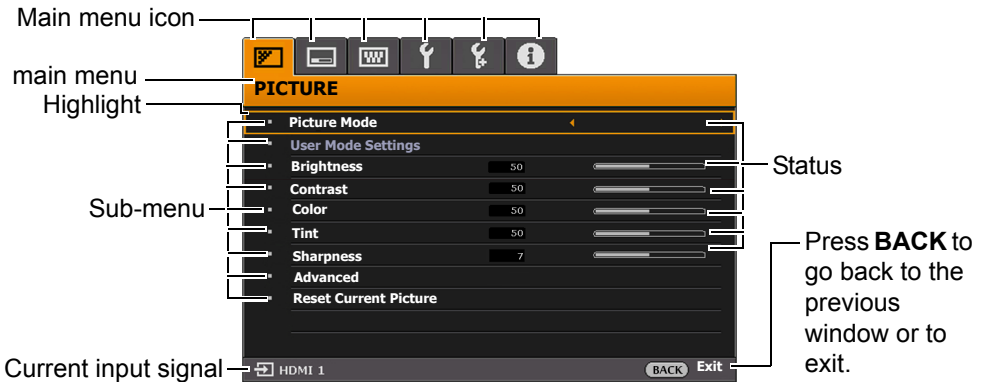 Main menu icon
main menu
PICTURE
Highlight
Picture Mode
User Mode Settings
Brightness 50
Status
Contrast 50
Sub-menu
Color 50
Tint 50
Sharpness 7
Advanced
Reset Current Picture
Press BACK to
go back to the
previous
window or to
exit.
Current input signal
HDMI 1
BACK Exit